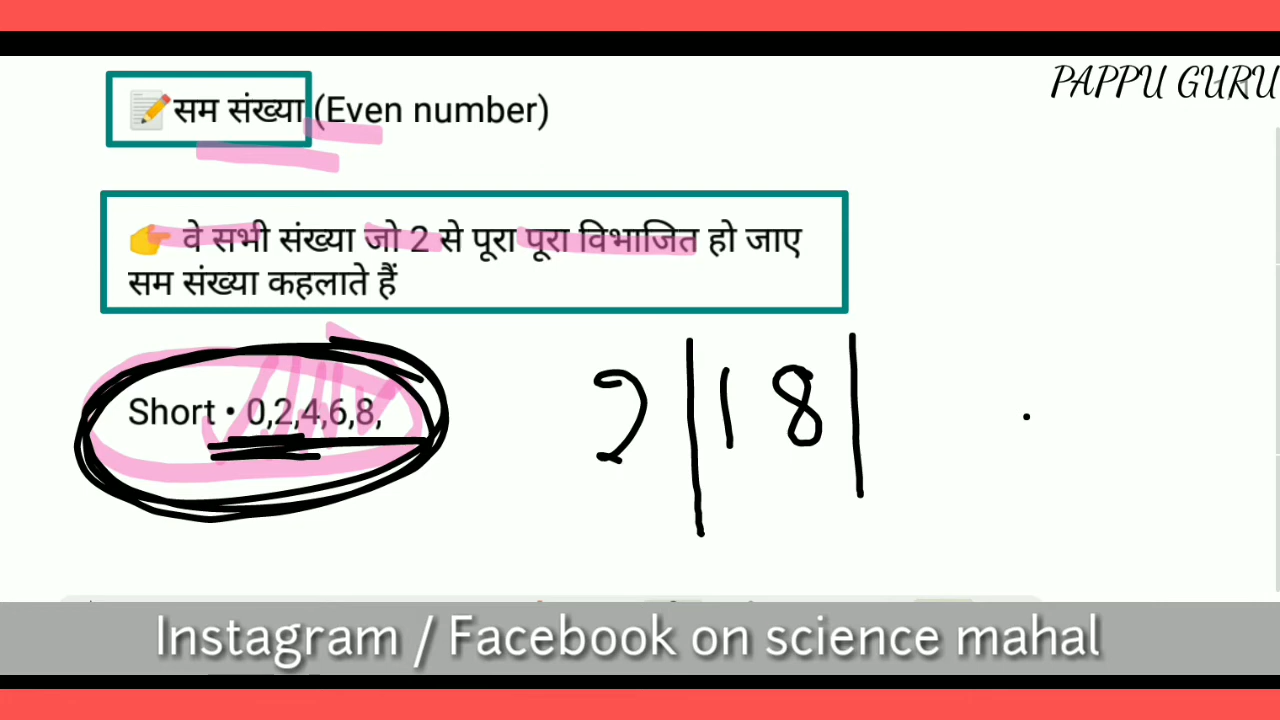 PAPPU GURU
📝सम संख्या (Even number)
👉 वे सभी संख्या जो 2 से पूरा पूरा विभाजित हो जाए
सम संख्या कहलाते हैं
Short • 0,2,4,6,8,
2|18|
Instagram / Facebook on science mahal